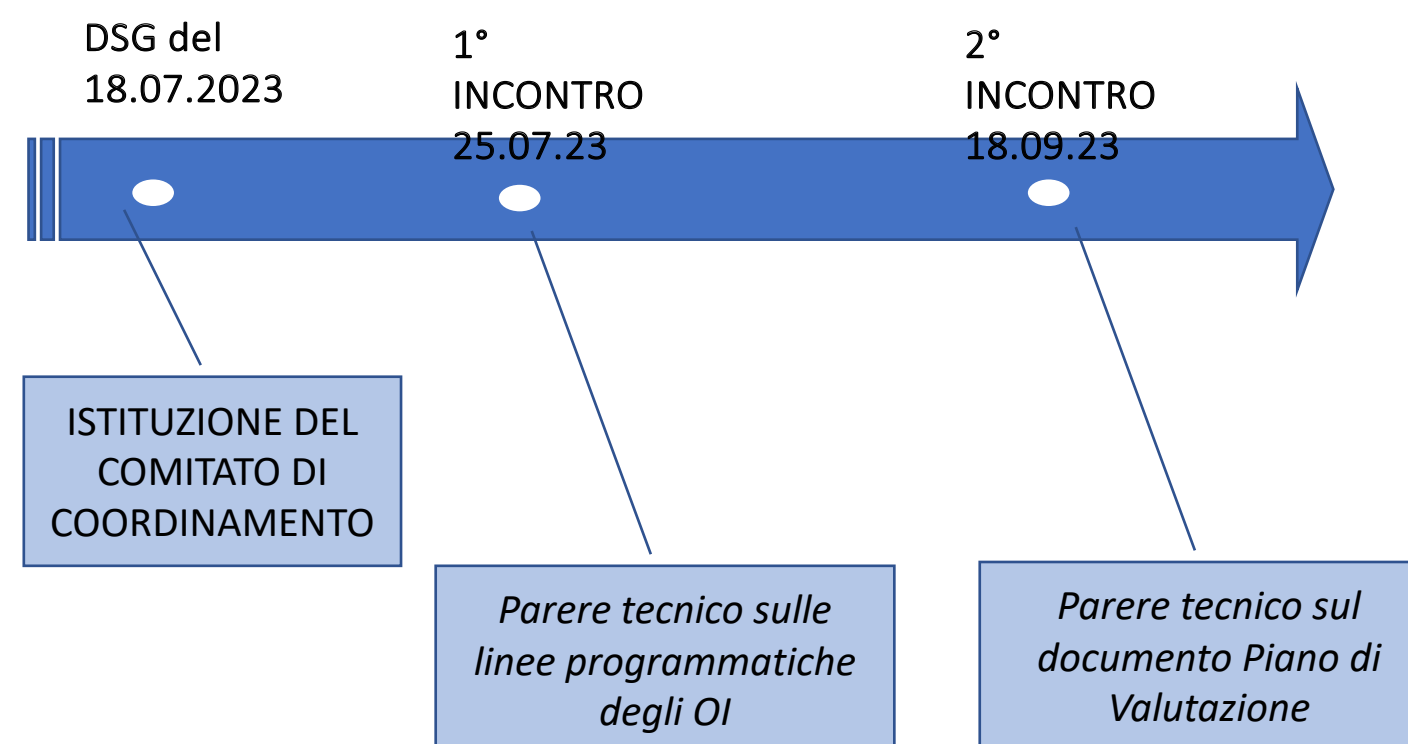 DSG del
18.07.2023
1°
INCONTRO
25.07.23
2°
INCONTRO
18.09.23
ISTITUZIONE DEL
COMITATO DI
COORDINAMENTO
Parere tecnico sulle
linee programmatiche
degli OI
Parere tecnico sul
documento Piano di
Valutazione